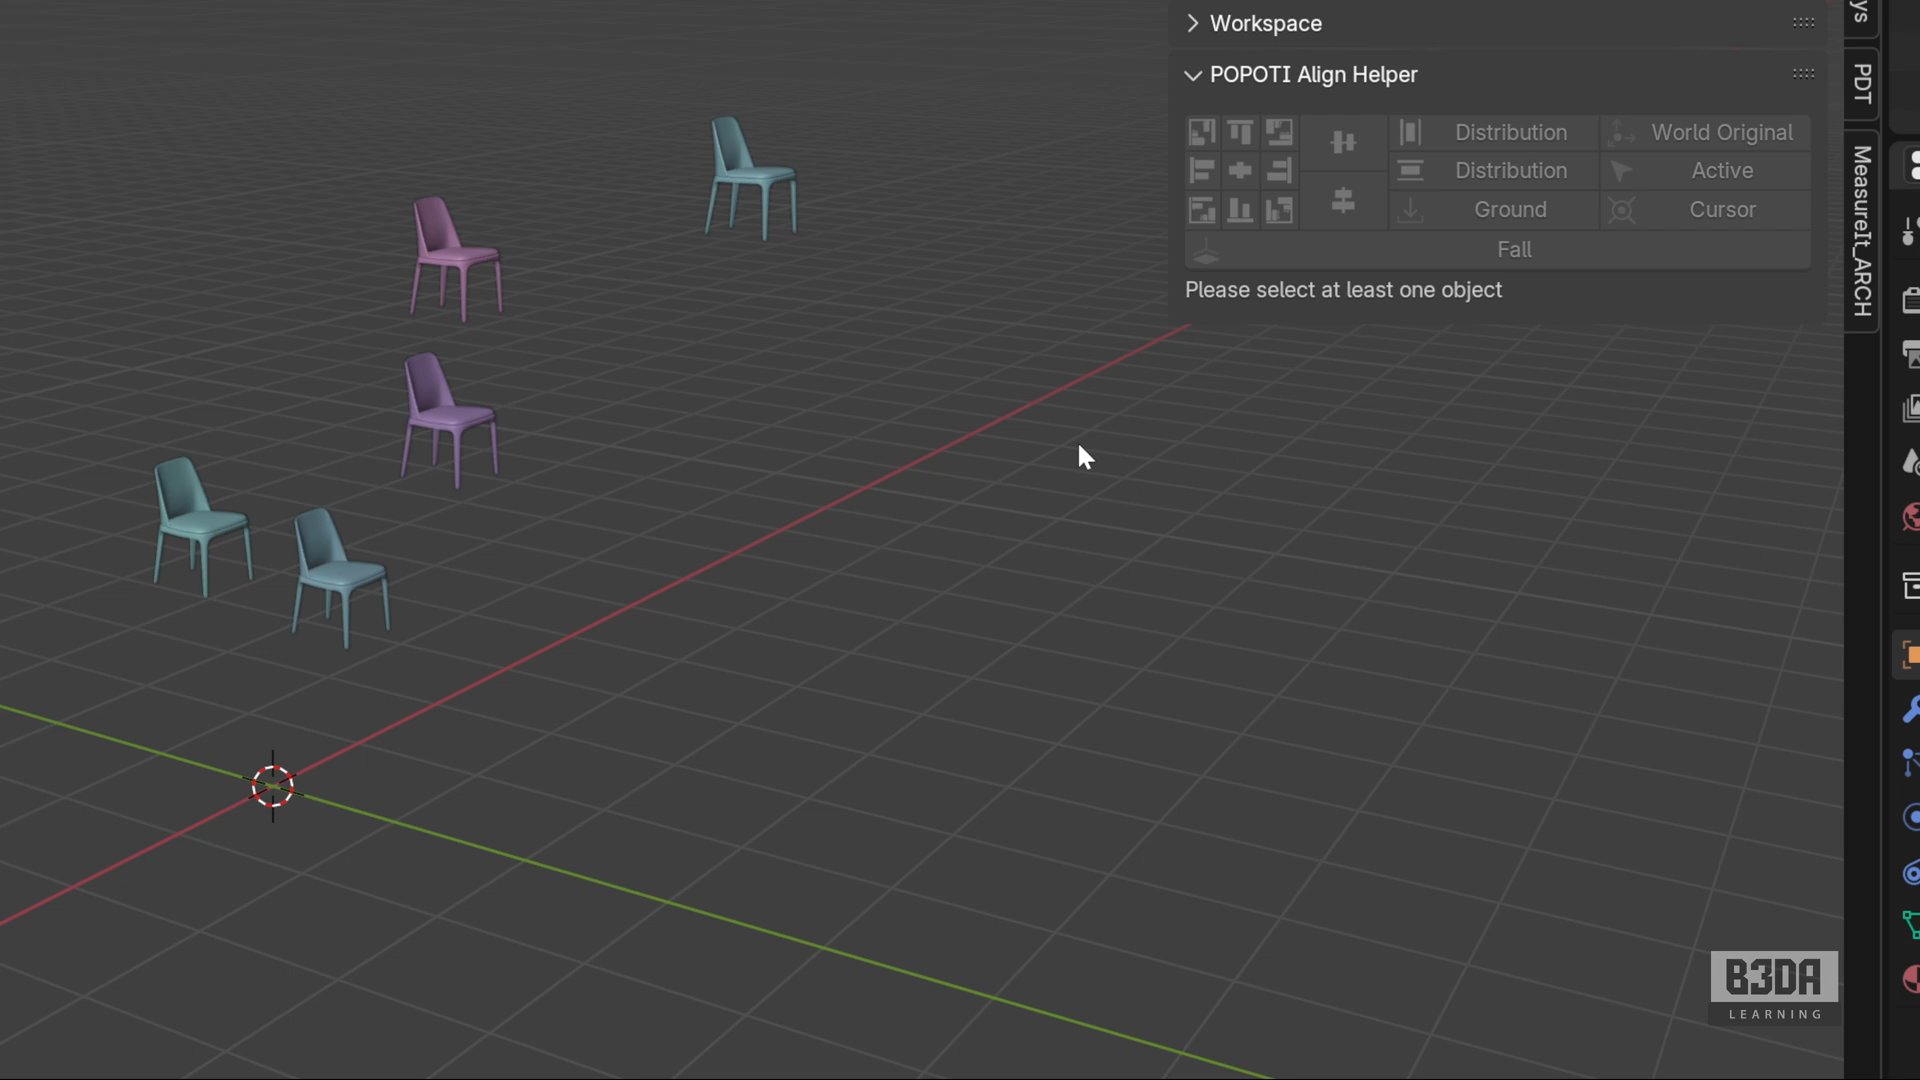 Workspace
POPOTI Align Helper
Distribution
World Original
Distribution
Active
Ground
Cursor
Fall
Please select at least one object
PDT
MeasureIt_ARCH
B3DA
LEARNING